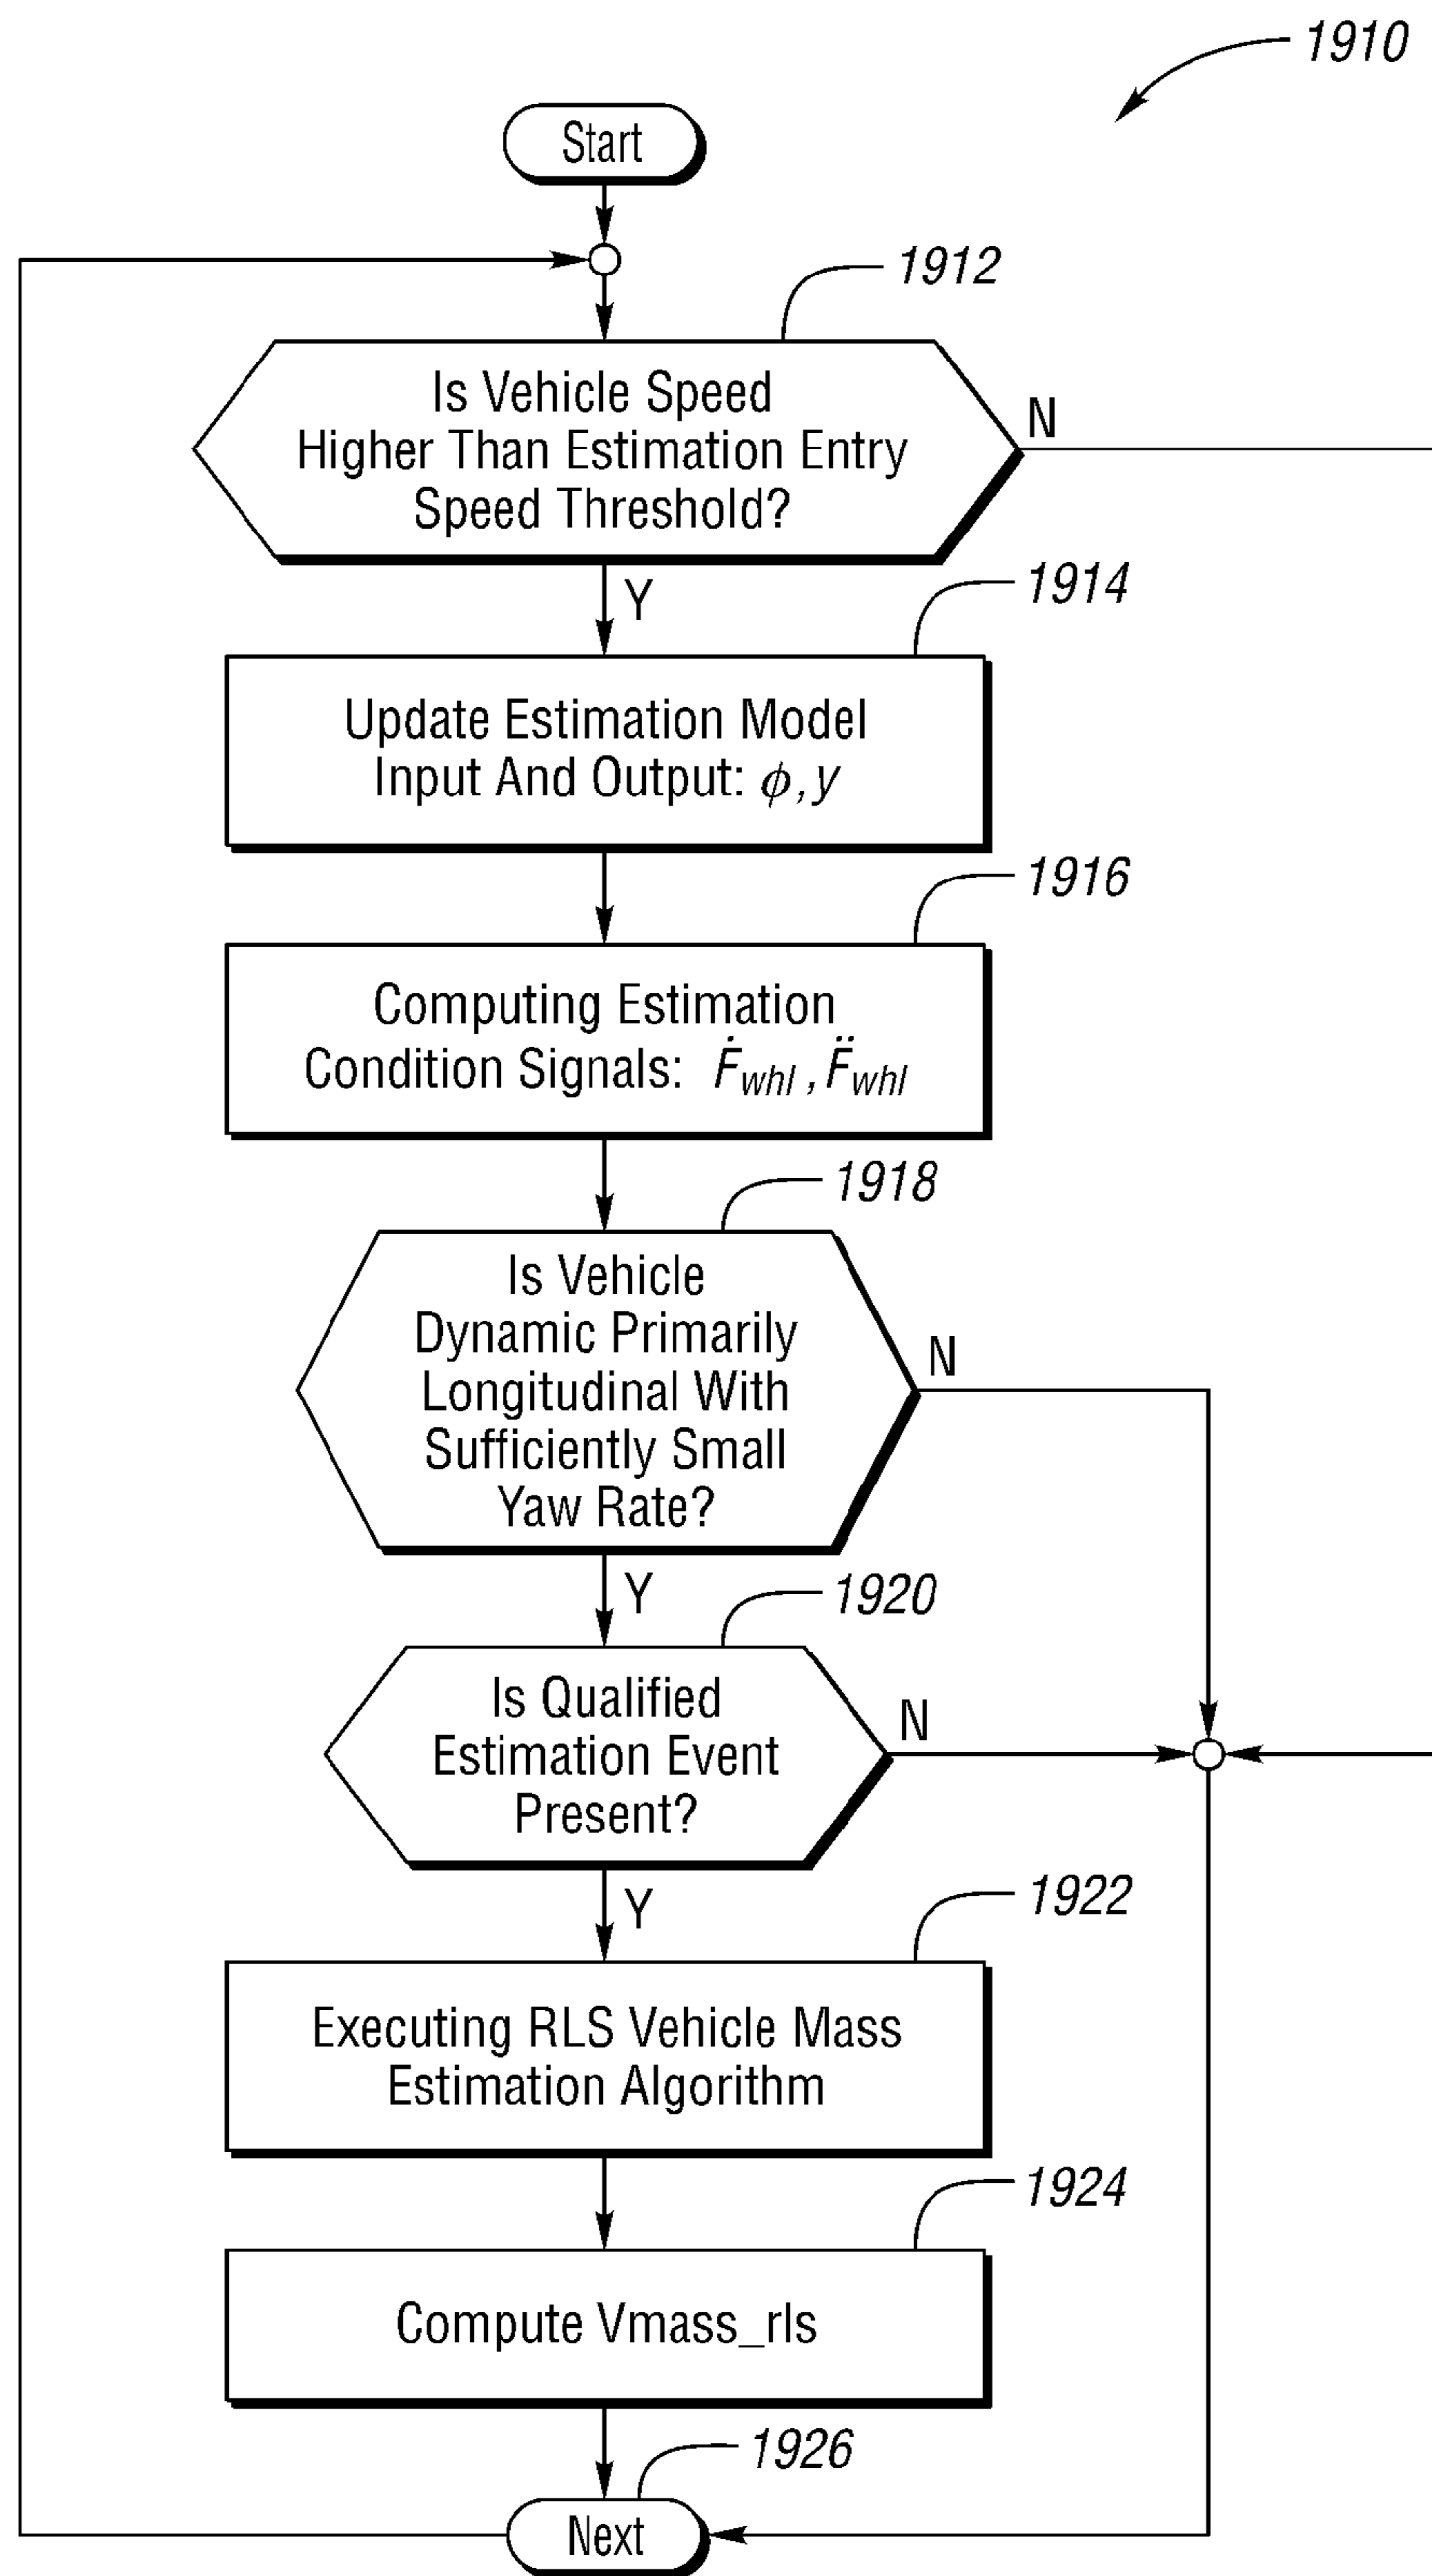 1910
Start
1912
Is Vehicle Speed
Higher Than Estimation Entry
Speed Threshold?
N
Y
1914
Update Estimation Model
Input And Output: ϕ, y
1916
Computing Estimation
Condition Signals: Ḟwhl , F̈whl
1918
Is Vehicle
Dynamic Primarily
Longitudinal With
Sufficiently Small
Yaw Rate?
N
Y
1920
Is Qualified
Estimation Event
Present?
N
Y
1922
Executing RLS Vehicle Mass
Estimation Algorithm
1924
Compute Vmass_rls
1926
Next